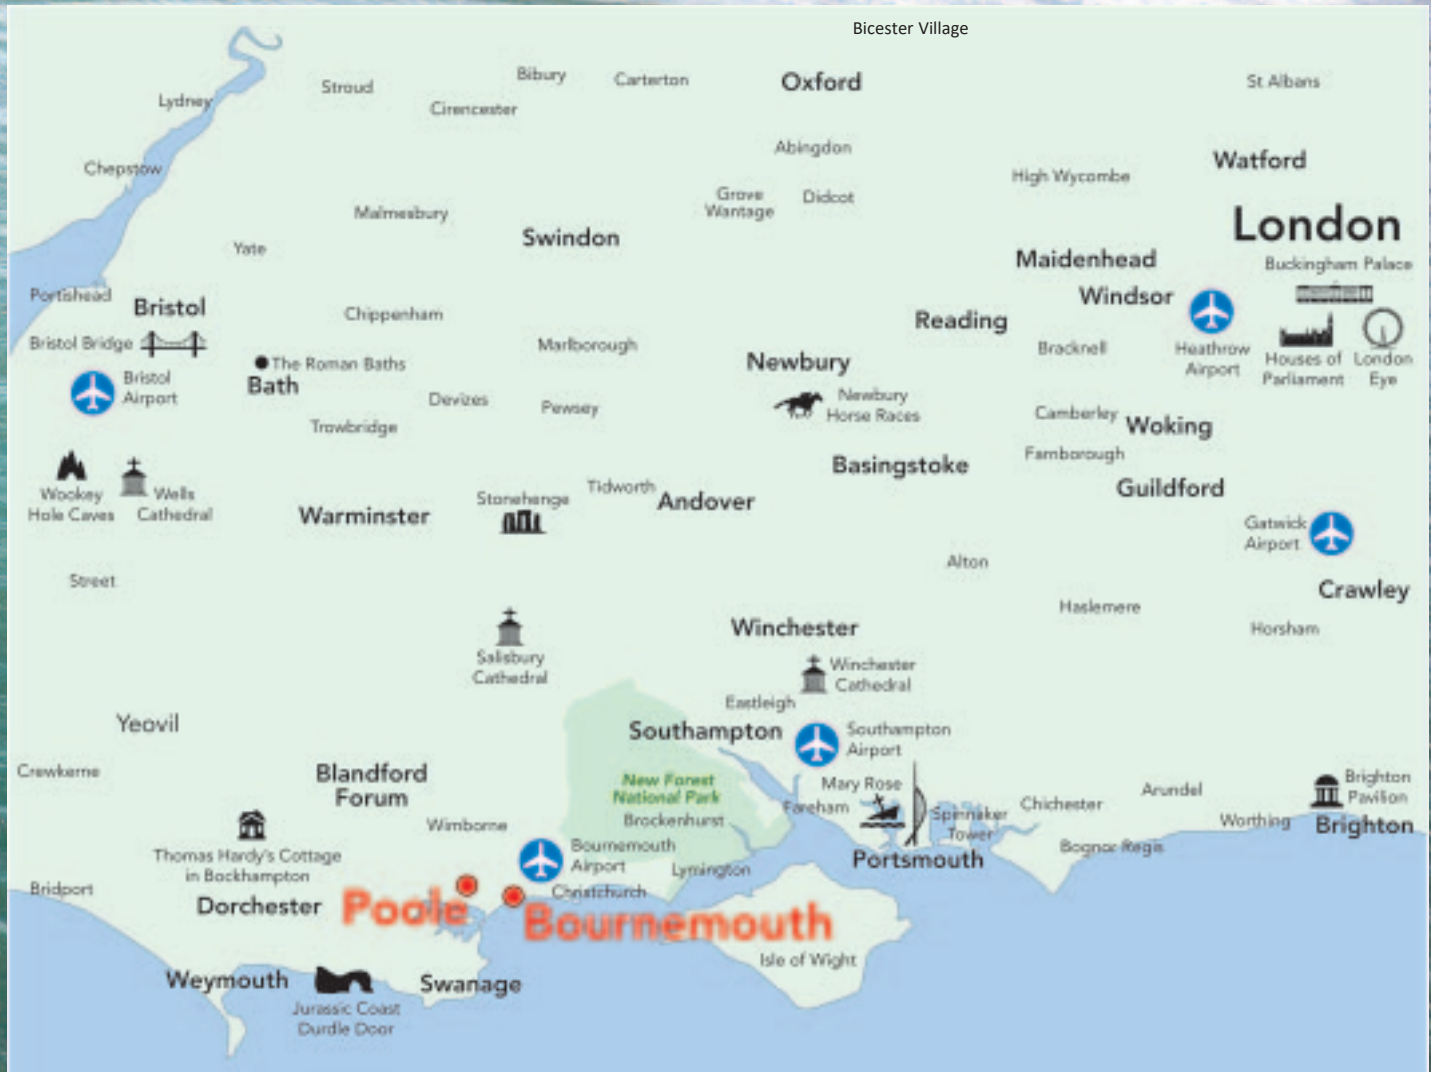 Bicester Village
Stroud
Bibury
Carterton
Oxford
St Albans
Lydney
Cirencester
Abingdon
Watford
Chepstow
High Wycombe
Grove
Wantage
Didcot
Malmesbury
Swindon
London
Yate
Maidenhead
Buckingham Palace
Portishead
Bristol
Chippenham
Windsor
Reading
Bristol Bridge
Marlborough
Newbury
Bracknell
Heathrow
Airport
Houses of
Parliament
London
Eye
The Roman Baths
Bath
Bristol
Airport
Devizes
Pewsey
Newbury
Horse Races
Trowbridge
Camberley
Woking
Farnborough
Basingstoke
Wookey
Hole Caves
Wells
Cathedral
Stonehenge
Tidworth
Andover
Guildford
Warminster
Gatwick
Airport
Street
Alton
Crawley
Haslemere
Winchester
Horsham
Salisbury
Cathedral
Winchester
Cathedral
Eastleigh
Yeovil
Southampton
Southampton
Airport
Crewkerne
Blandford
Forum
New Forest
National Park
Mary Rose
Fareham
Spinnaker
Tower
Chichester
Arundel
Brighton
Pavilion
Wimborne
Brockenhurst
Worthing
Brighton
Thomas Hardy's Cottage
in Bockhampton
Bournemouth
Airport
Portsmouth
Bognor Regis
Lymington
Bridport
Christchurch
Dorchester
Poole
Bournemouth
Isle of Wight
Weymouth
Swanage
Jurassic Coast
Durdle Door